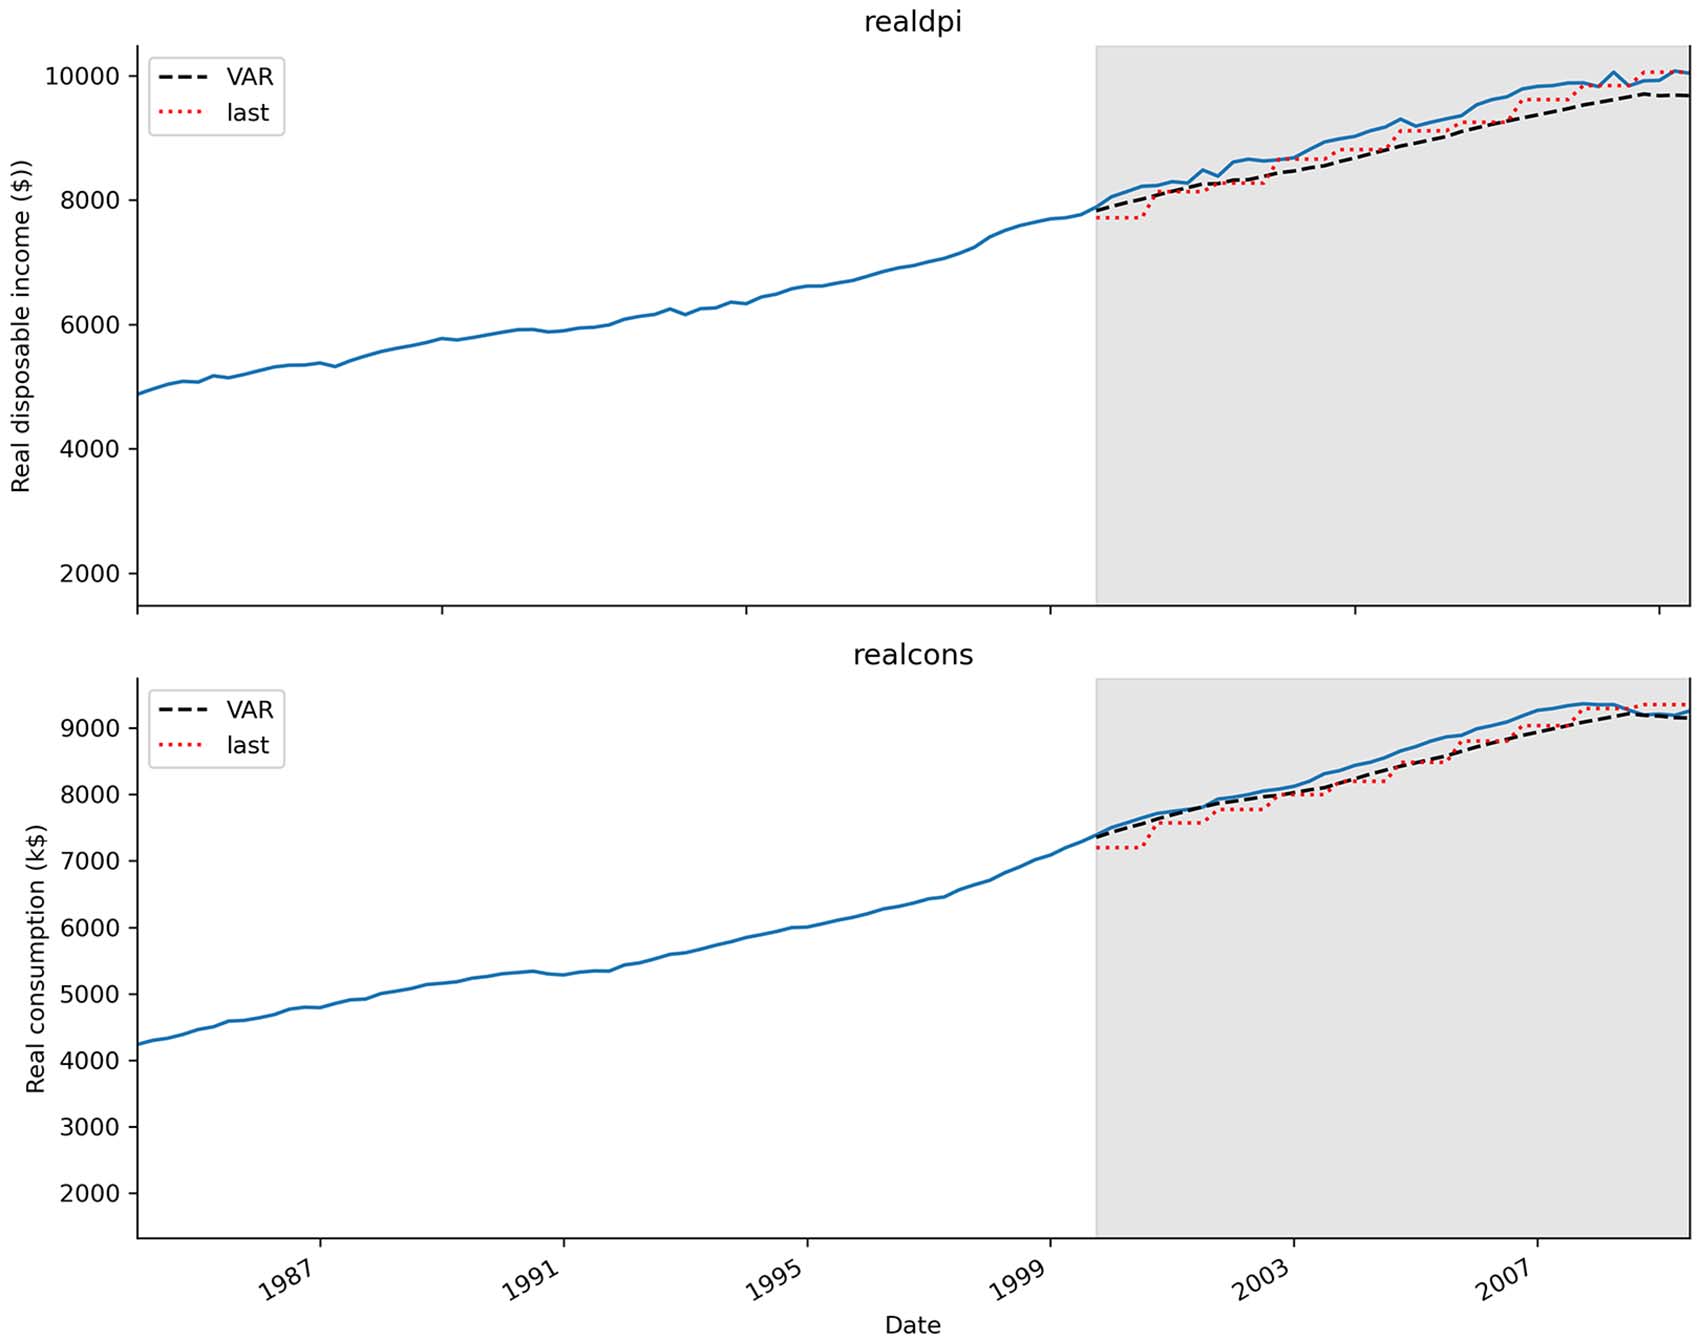 realdpi
VAR
last
10000
8000
6000
4000
2000
Real disposable income ($))
realcons
VAR
last
9000
8000
7000
6000
5000
4000
3000
2000
Real consumption (k$)
1987
1991
1995
1999
2003
2007
Date